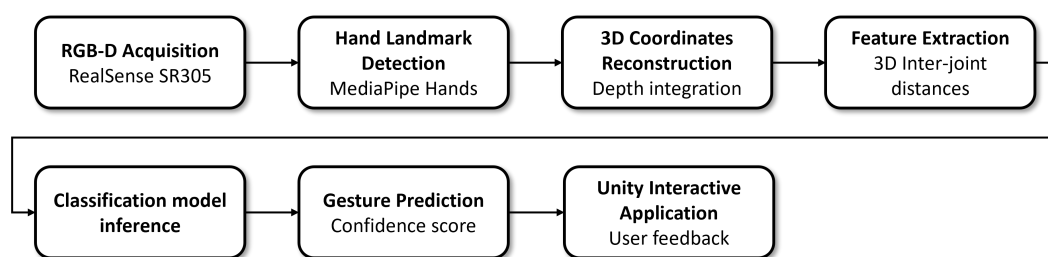 RGB-D Acquisition
RealSense SR305
Hand Landmark
Detection
MediaPipe Hands
3D Coordinates
Reconstruction
Depth integration
Feature Extraction
3D Inter-joint
distances
Classification model
inference
Gesture Prediction
Confidence score
Unity Interactive
Application
User feedback